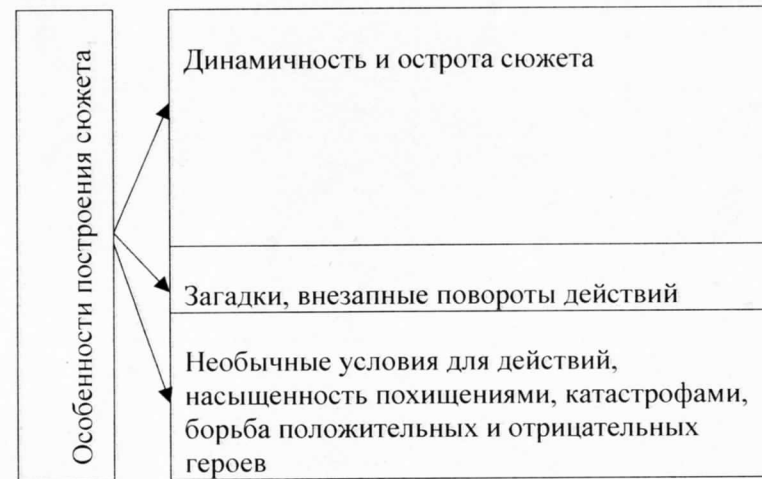 Особенности построения сюжета
Динамичность и острота сюжета
Загадки, внезапные повороты действий
Необычные условия для действий,
насыщенность похищениями, катастрофами,
борьба положительных и отрицательных
героев